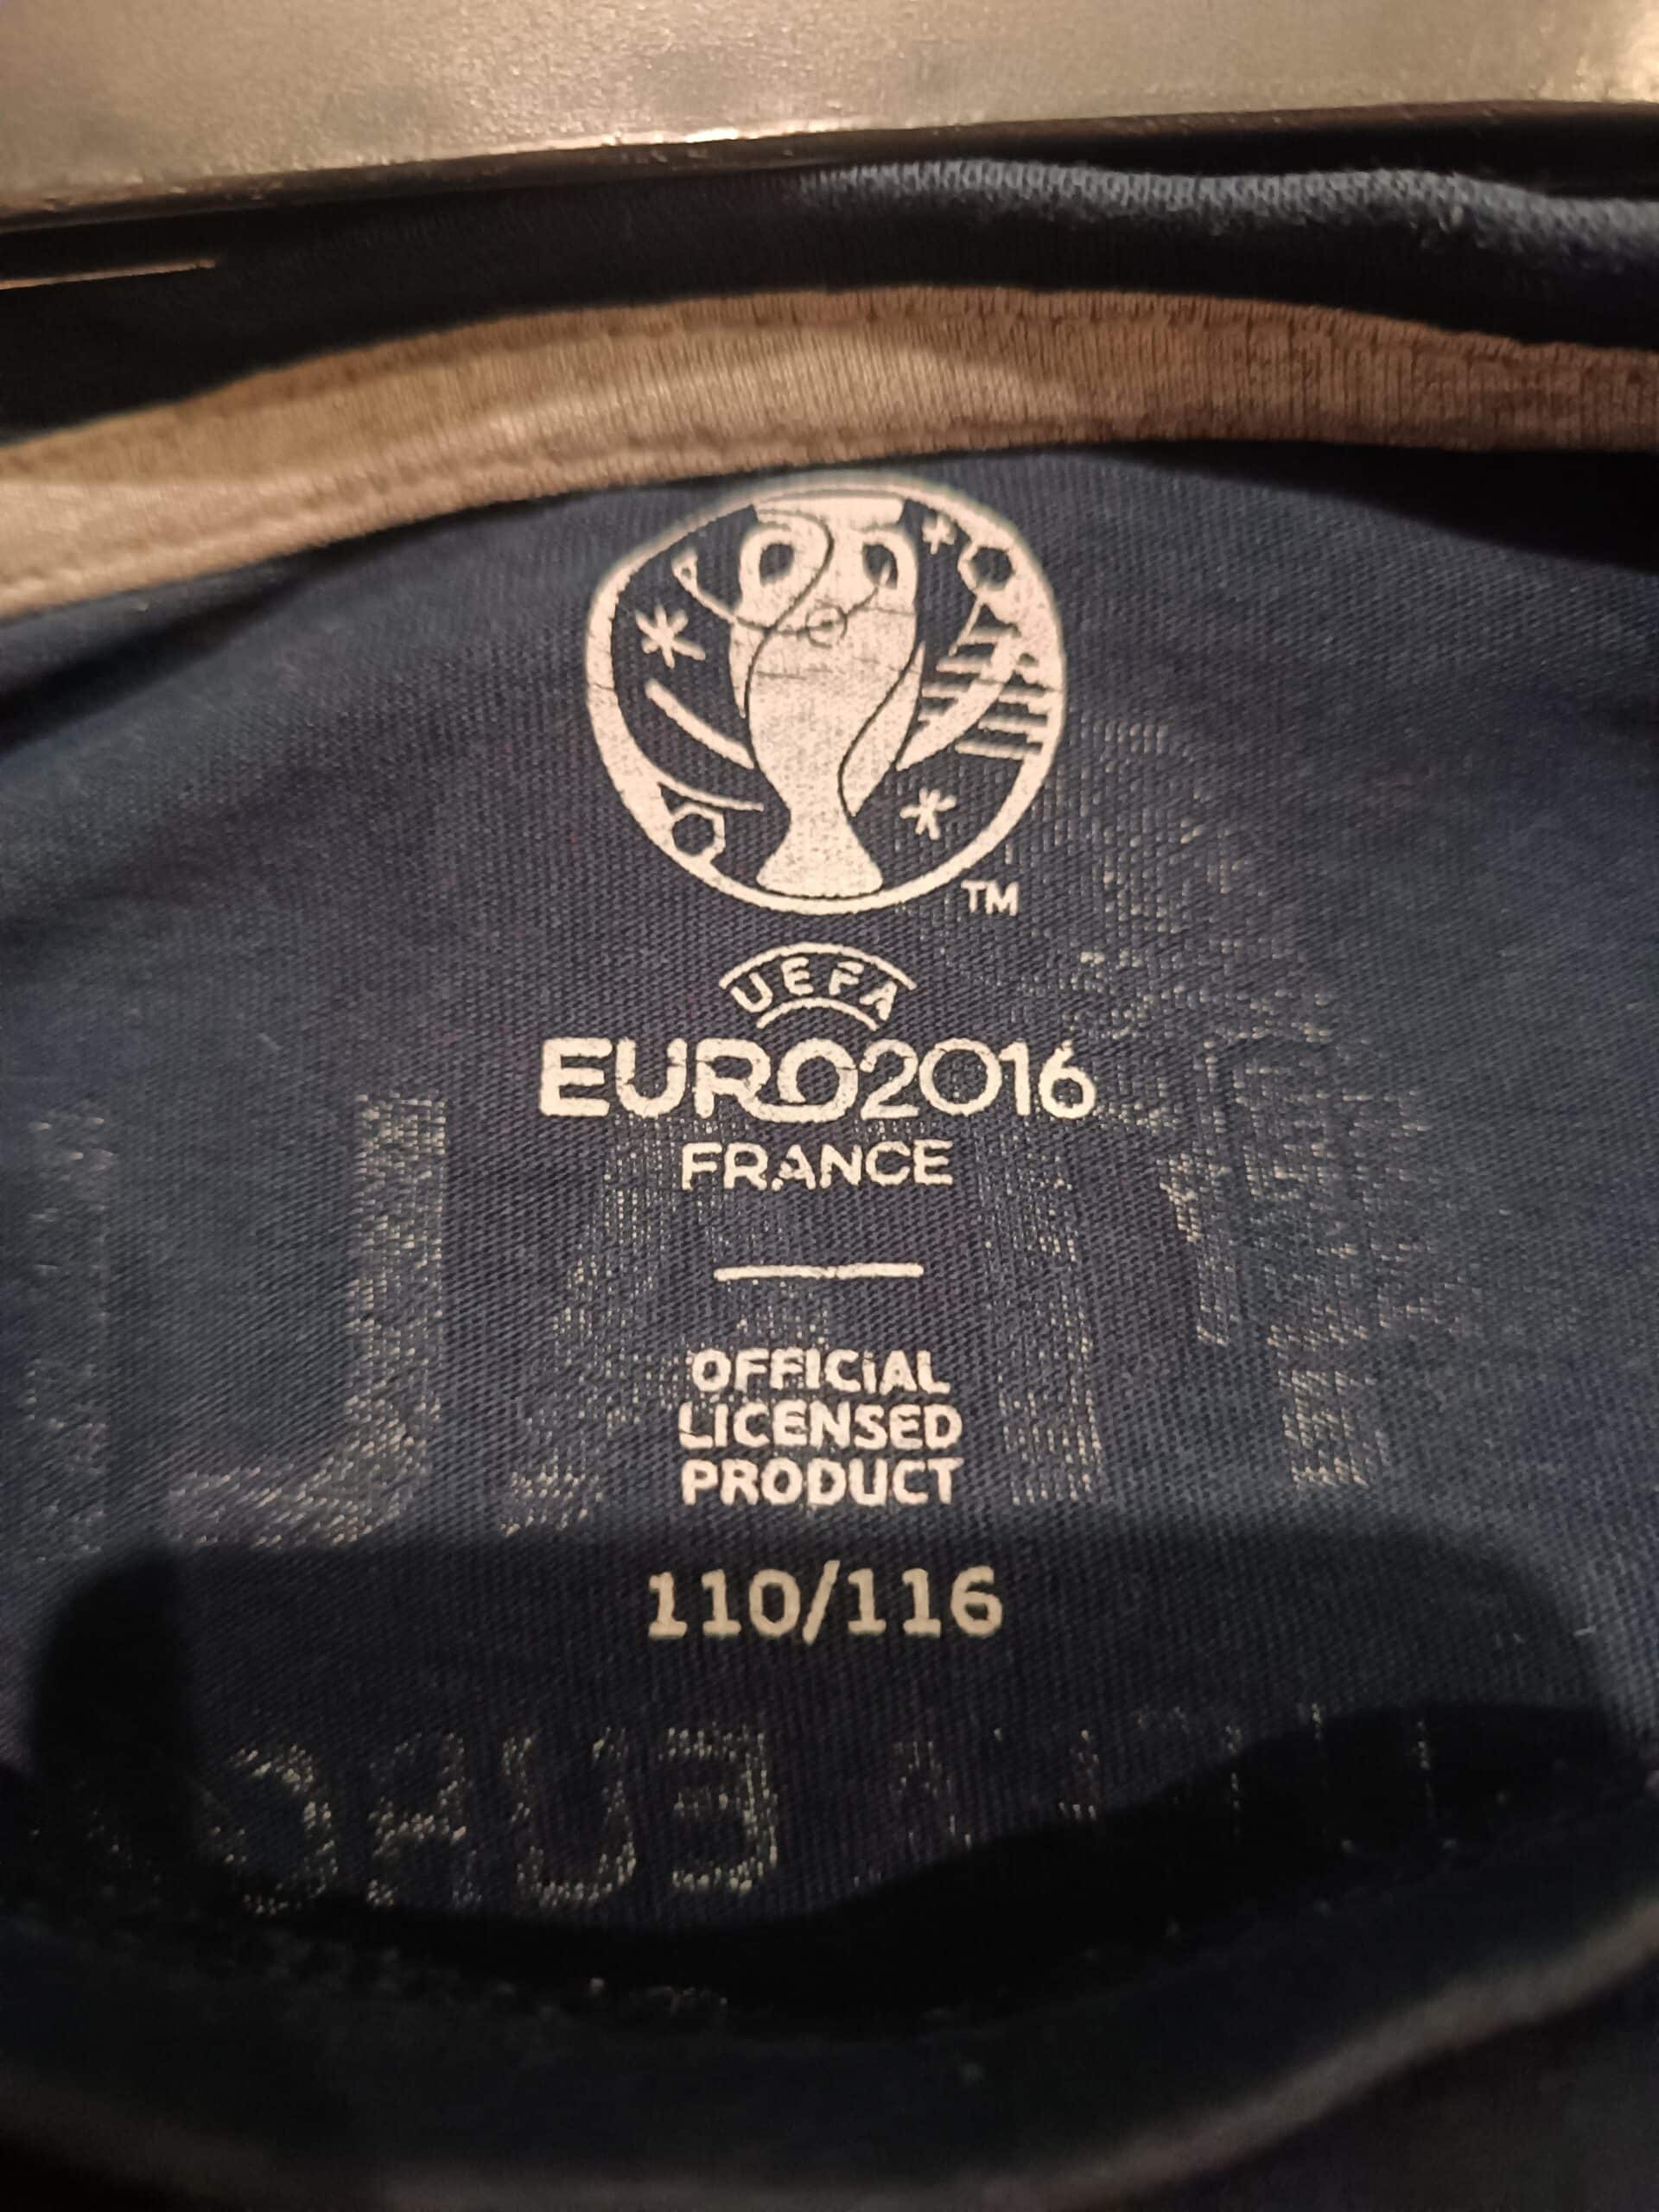 TM
UEFA
EURO2016
FRANCE
OFFICIAL
LICENSED
PRODUCT
110/116